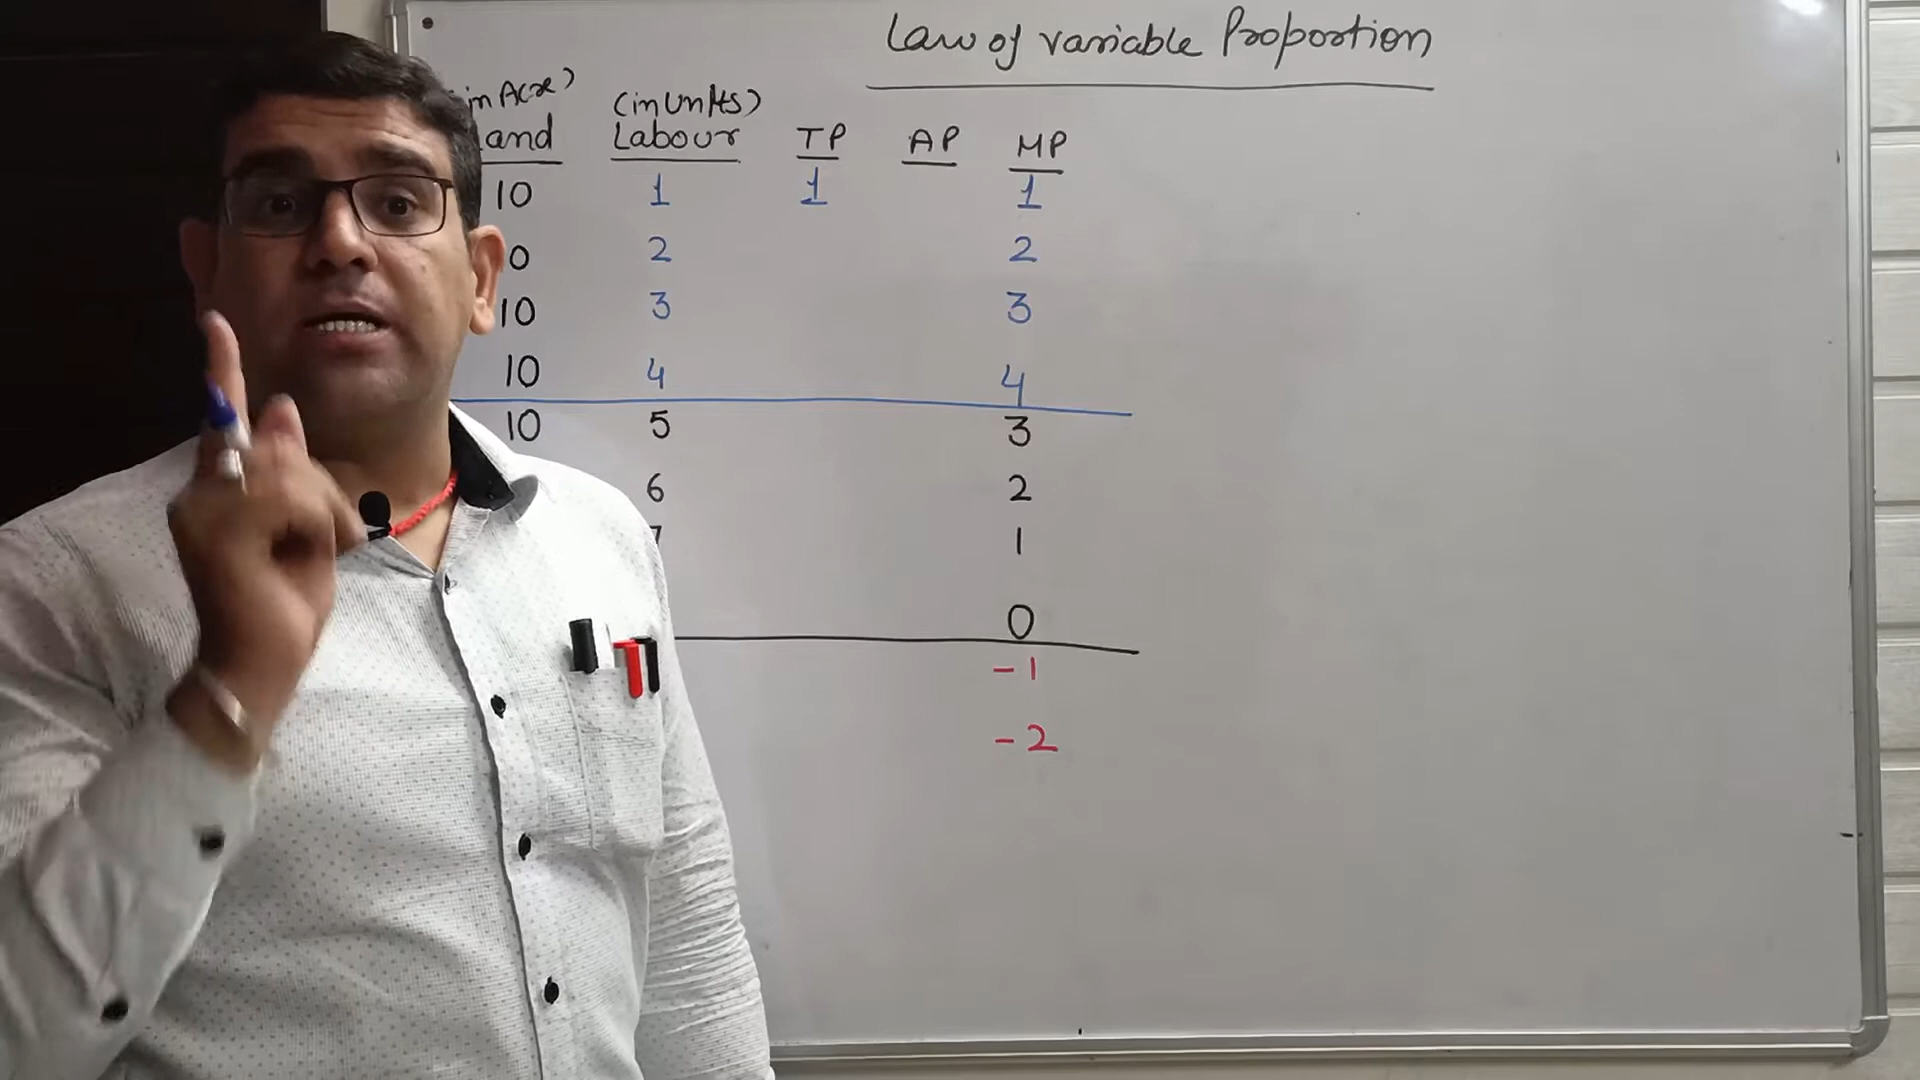 Law of variable Proportion
(in Units)
Labour TP AP MP
10 1 1 1
2 2
10 3 3
10 4 4
10 5 3
6 2
1
0
-1
-2